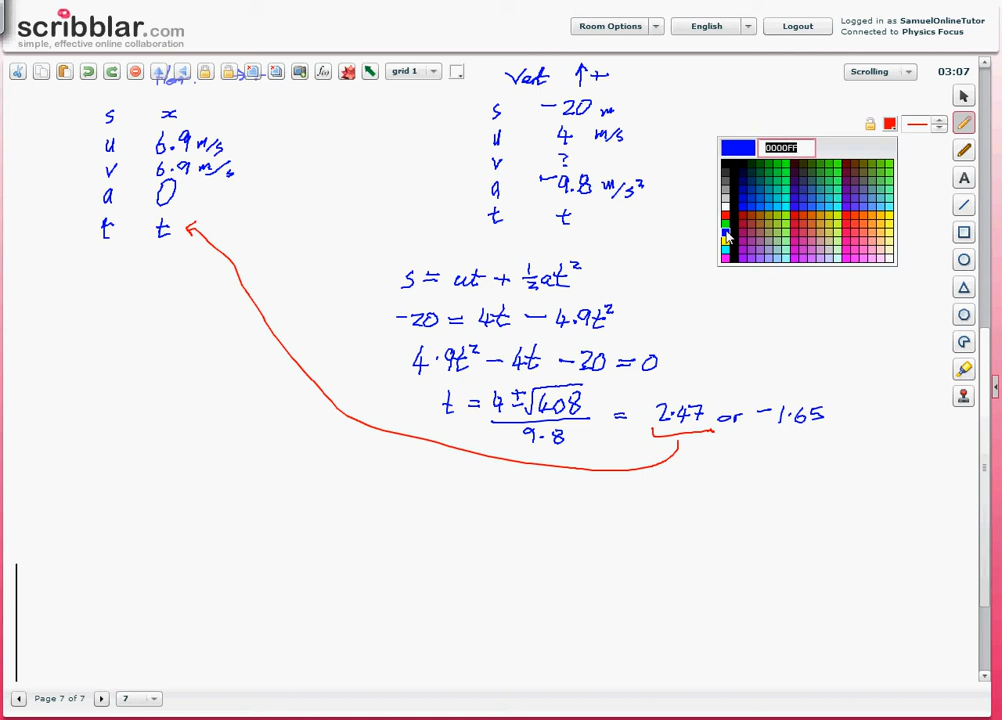 scribblar.com
simple, effective online collaboration
Room Options
English
Logout
Logged in as SamuelOnlineTutor
Connected to Physics Focus
f(x)
grid 1
Scrolling
03:07
0000FF
A
s x
u 6.9 m/s
v 6.9 m/s
a 0
t t
Vert ↑+
s -20 m
u 4 m/s
v ?
a -9.8 m/s²
t t
s = ut + ½at²
-20 = 4t - 4.9t²
4.9t² - 4t - 20 = 0
t = 4 ± √408 / 9.8 = 2.47 or -1.65
Page 7 of 7
7